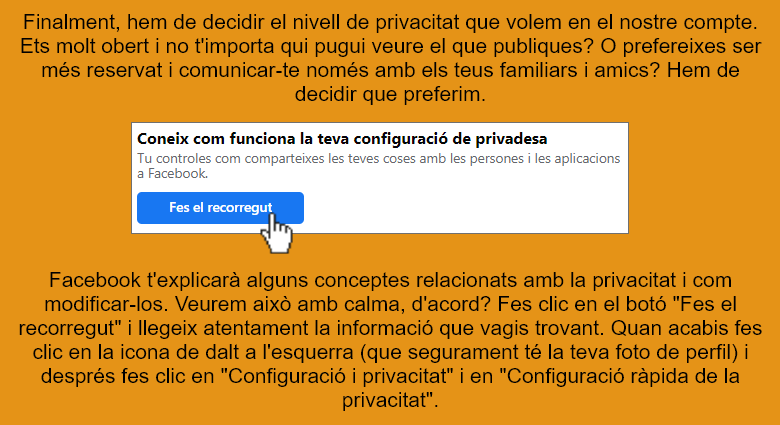 Finalment, hem de decidir el nivell de privacitat que volem en el nostre compte.
Ets molt obert i no t'importa qui pugui veure el que publiques? O prefereixes ser
més reservat i comunicar-te només amb els teus familiars i amics? Hem de
decidir que preferim.
Coneix com funciona la teva configuració de privadesa
Tu controles com comparteixes les teves coses amb les persones i les aplicacions
a Facebook.
Fes el recorregut
Facebook t'explicarà alguns conceptes relacionats amb la privacitat i com
modificar-los. Veurem això amb calma, d'acord? Fes clic en el botó "Fes el
recorregut" i llegeix atentament la informació que vagis trovant. Quan acabis fes
clic en la icona de dalt a l'esquerra (que segurament té la teva foto de perfil) i
després fes clic en "Configuració i privacitat" i en "Configuració ràpida de la
privacitat".